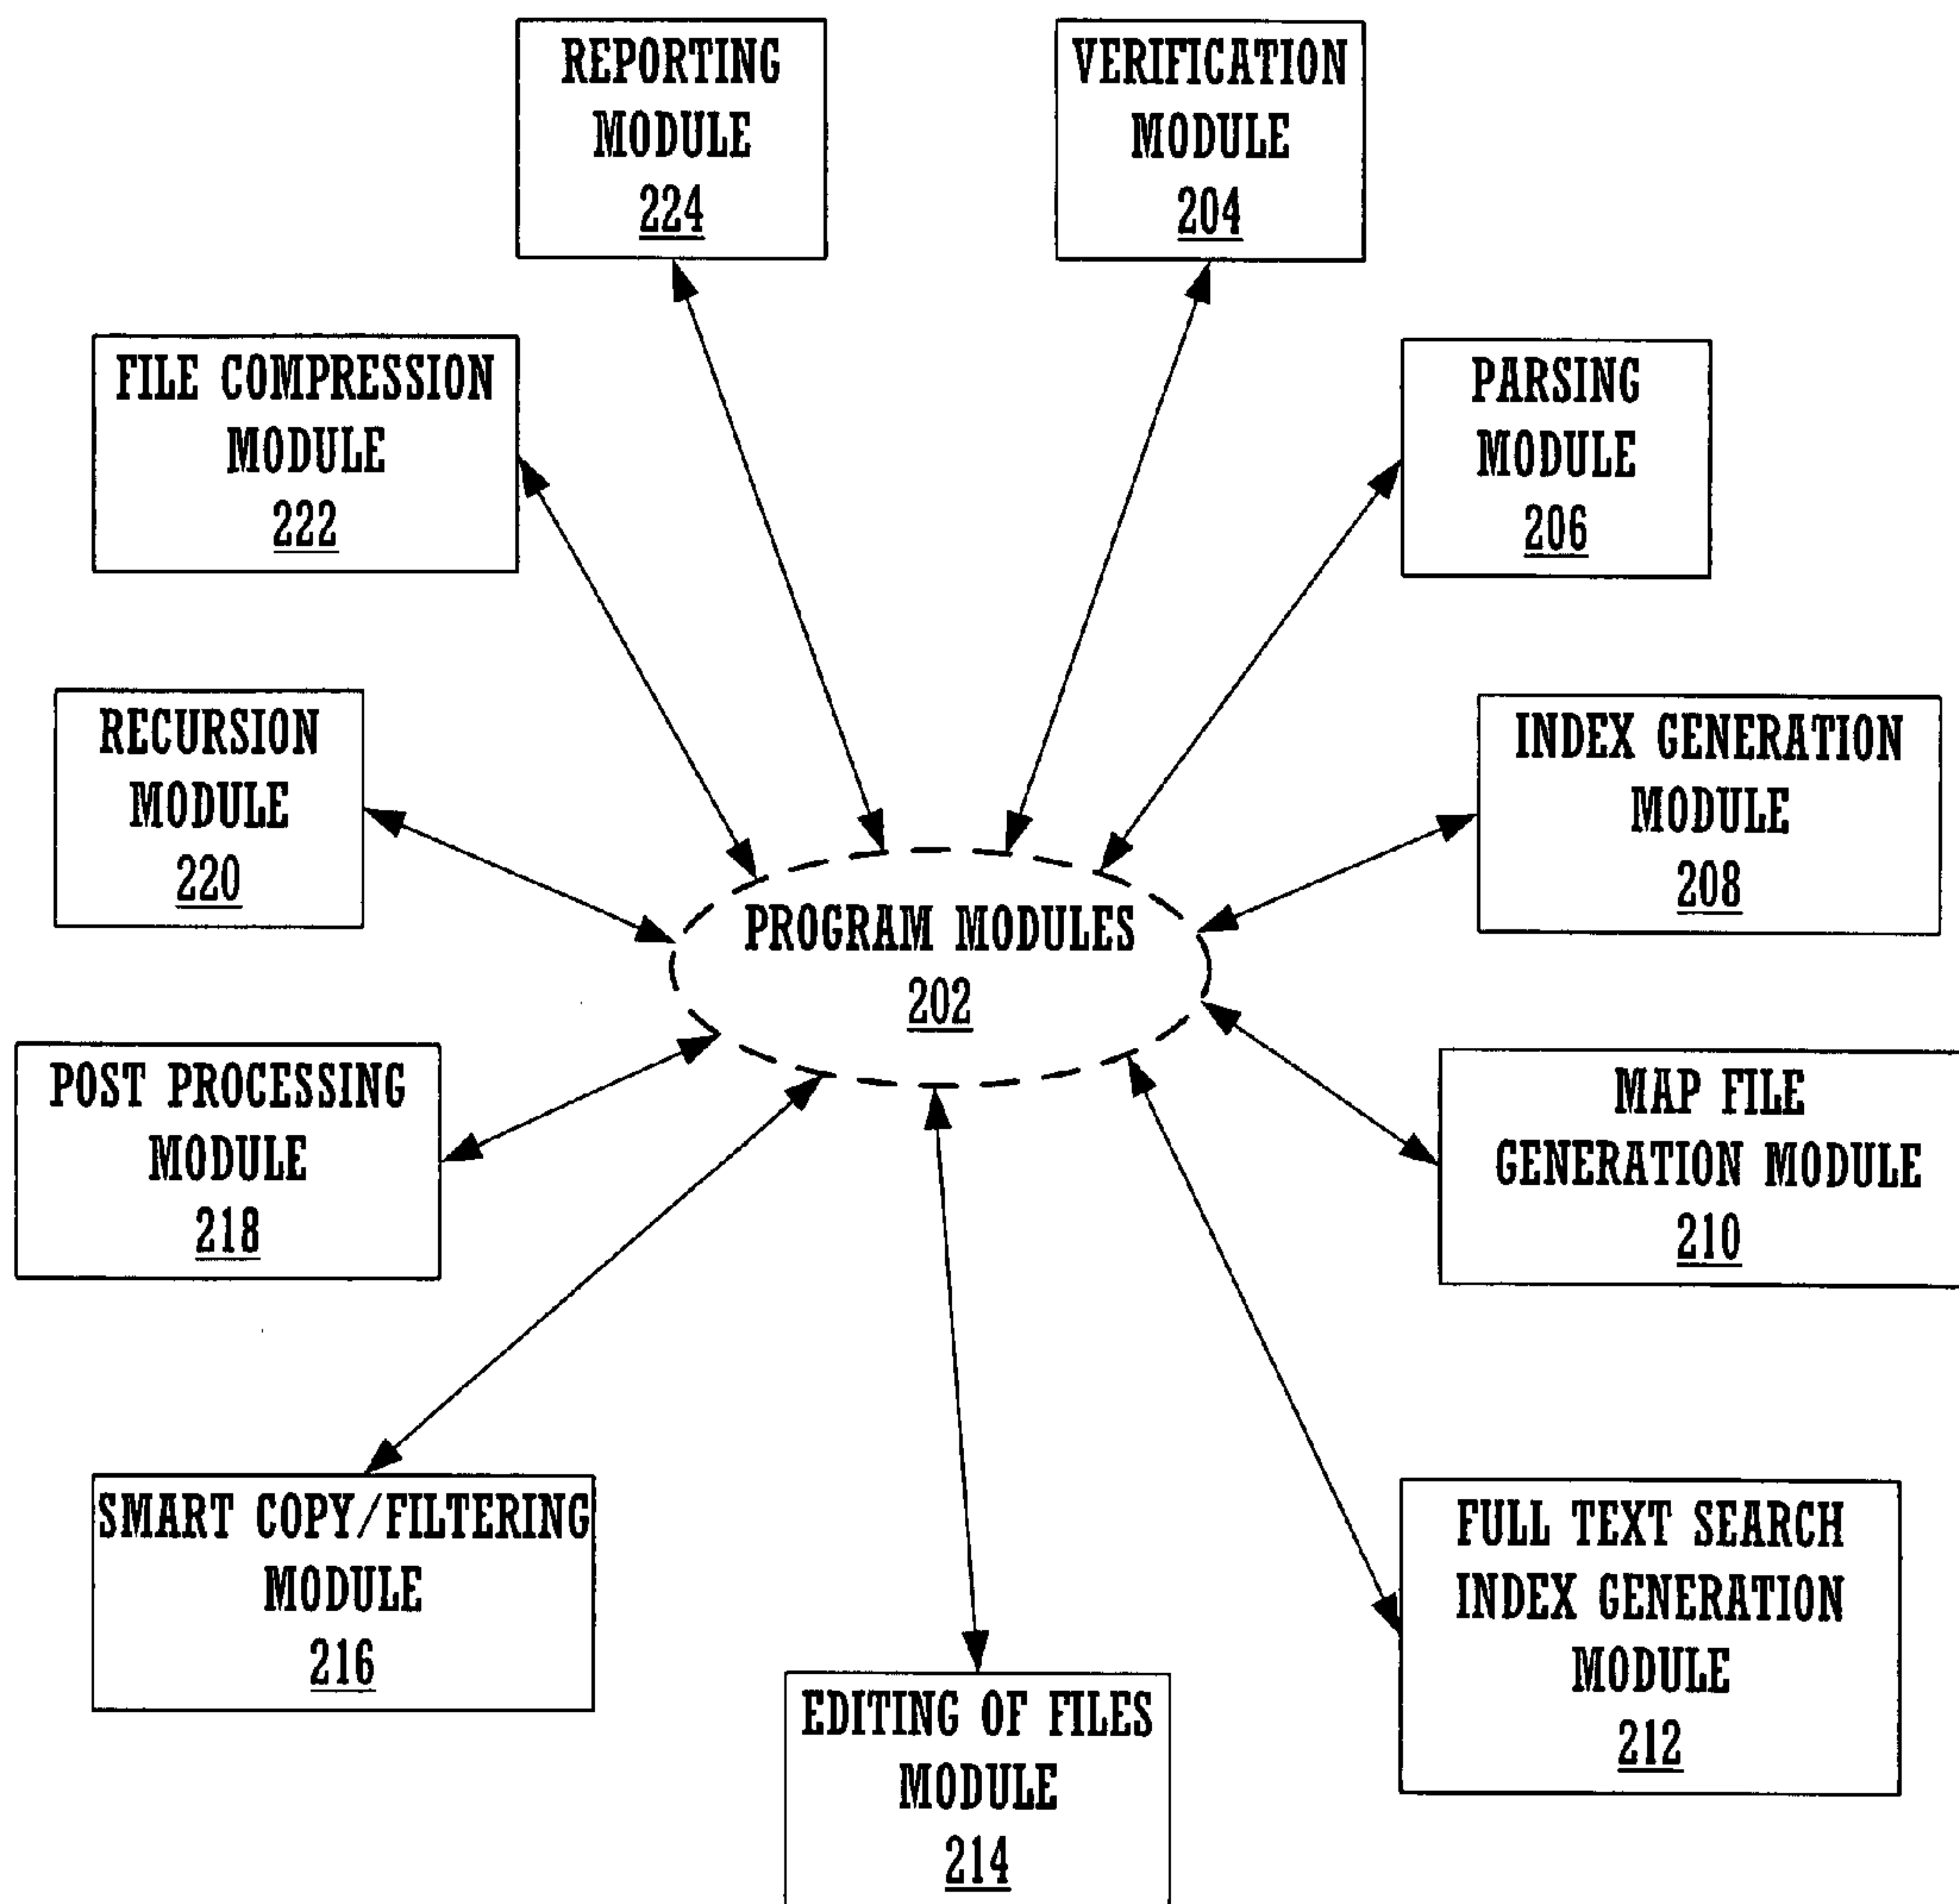 REPORTING
MODULE
224
VERIFICATION
MODULE
204
FILE COMPRESSION
MODULE
222
PARSING
MODULE
206
RECURSION
MODULE
220
INDEX GENERATION
MODULE
208
PROGRAM MODULES
202
POST PROCESSING
MODULE
218
MAP FILE
GENERATION MODULE
210
SMART COPY/FILTERING
MODULE
216
FULL TEXT SEARCH
INDEX GENERATION
MODULE
212
EDITING OF FILES
MODULE
214